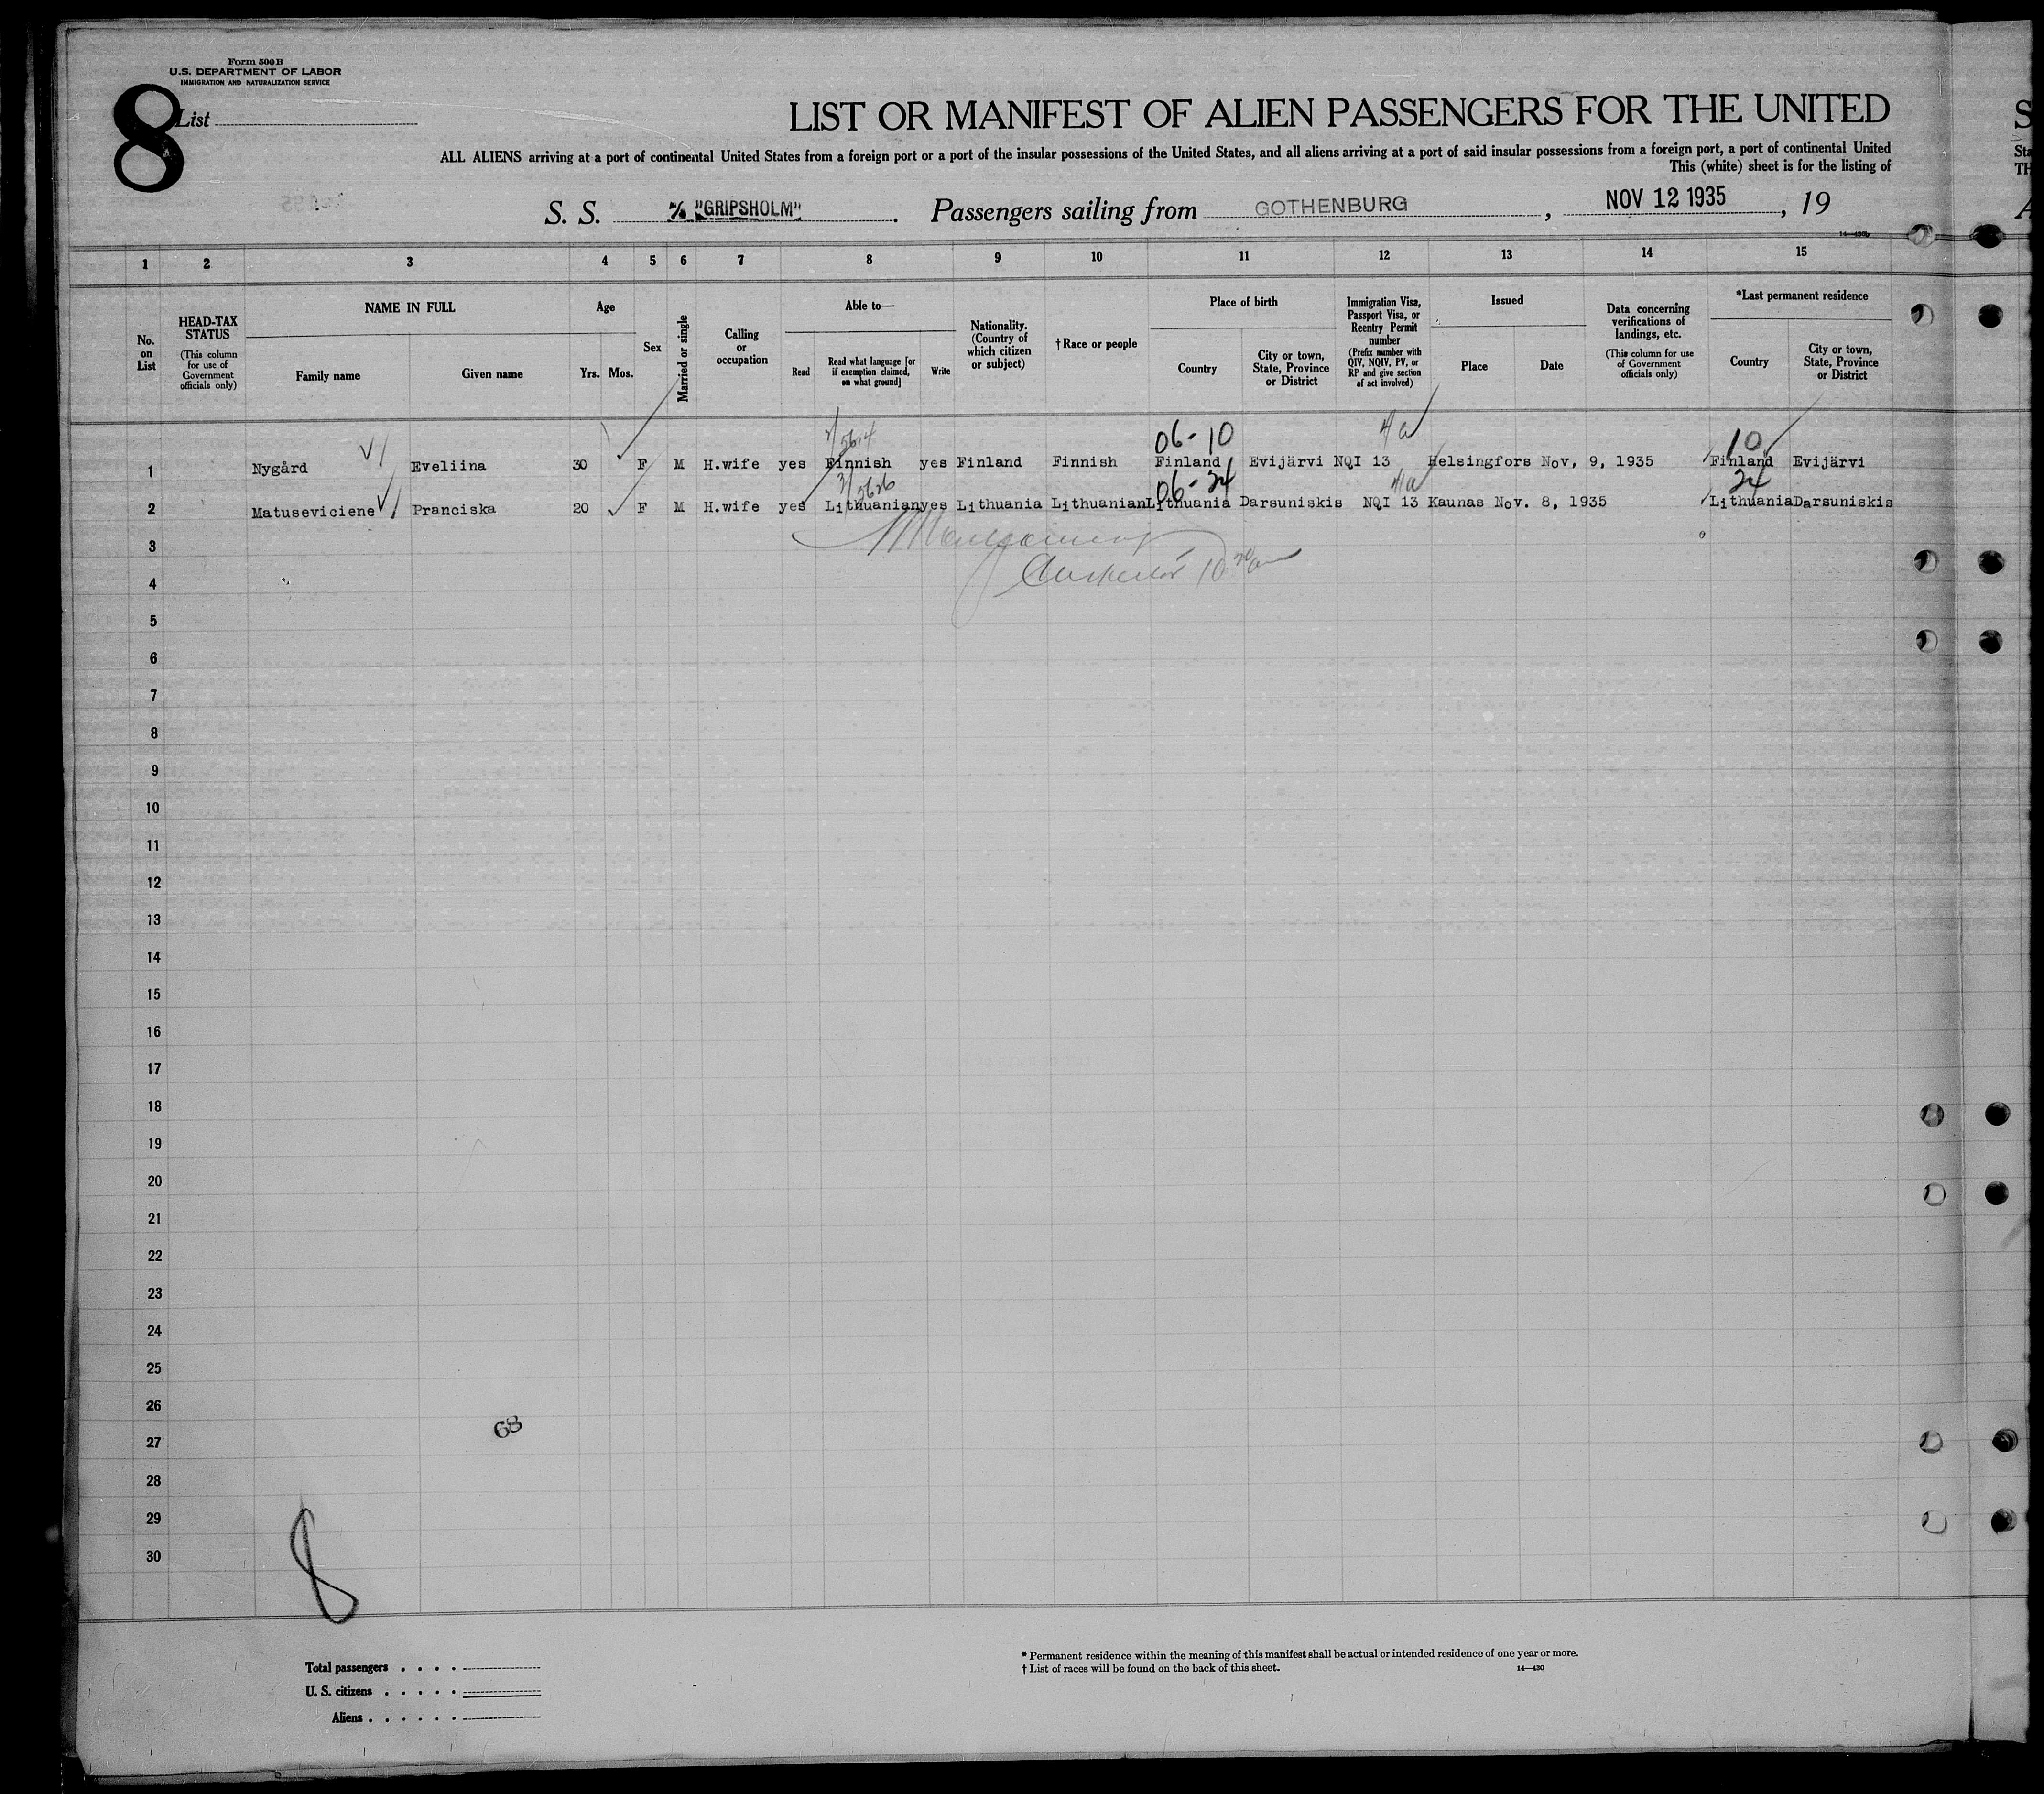 Form 500 B
U.S. DEPARTMENT OF LABOR
IMMIGRATION AND NATURALIZATION SERVICE
8 List
LIST OR MANIFEST OF ALIEN PASSENGERS FOR THE UNITED
ALL ALIENS arriving at a port of continental United States from a foreign port or a port of the insular possessions of the United States, and all aliens arriving at a port of said insular possessions from a foreign port, a port of continental United
This (white) sheet is for the listing of
S. S. "GRIPSHOLM". Passengers sailing from GOTHENBURG, NOV 12 1935, 19
1 2 3 4 5 6 7 8 9 10 11 12 13 14 15
No. on List
HEAD-TAX STATUS
(This column for use of Government officials only)
NAME IN FULL
Family name Given name
Age
Yrs. Mos.
Sex
Married or single
Calling or occupation
Able to—
Read Read what language [or if exemption claimed, on what ground] Write
Nationality. (Country of which citizen or subject)
†Race or people
Place of birth
Country City or town, State, Province or District
Immigration Visa, Passport Visa, or Reentry Permit number
(Prefix number with QIV, NQIV, PV, or RP and give section of act involved)
Issued
Place Date
Data concerning verifications of landings, etc.
(This column for use of Government officials only)
*Last permanent residence
Country City or town, State, Province or District
06-10 4/a 10
1 Nygård Eveliina 30 F M H.wife yes Finnish yes Finland Finnish Finland Evijärvi NQI 13 Helsingfors Nov, 9, 1935 Finland Evijärvi
06-24 4/a 24
2 Matuseviciene Pranciska 20 F M H.wife yes Lithuanian yes Lithuania Lithuanian Lithuania Darsuniskis NQI 13 Kaunas Nov. 8, 1935 Lithuania Darsuniskis
3
4
5
6
7
8
9
10
11
12
13
14
15
16
17
18
19
20
21
22
23
24
25
26
68
27
28
29
30
8
Total passengers
U. S. citizens
Aliens
* Permanent residence within the meaning of this manifest shall be actual or intended residence of one year or more.
† List of races will be found on the back of this sheet.
14—430